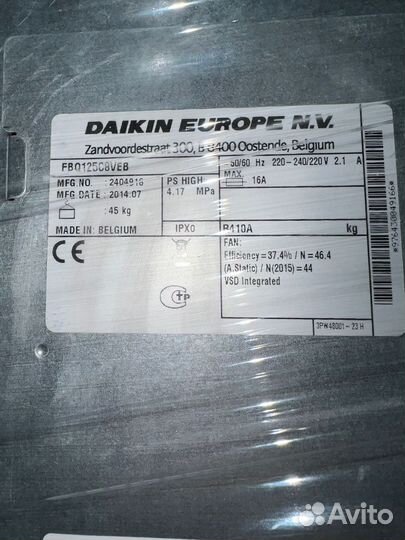 DAIKIN EUROPE N.V.
Zandvoordestraat 300, B-8400 Oostende, Belgium
FBQ125C8VEB
50/60 Hz 220-240/220V 2.1 A
MFG.NO. : 2404916
PS HIGH
MAX.
16A
MFG.DATE : 2014.07
4.17 MPa
: 45 kg
MADE IN: BELGIUM
IPX0
R410A kg
CE
FAN:
Efficiency = 37,4% / N = 46.4
(A.Static) / N(2015) = 44
VSD Integrated
3PW48001-23 H
Avito